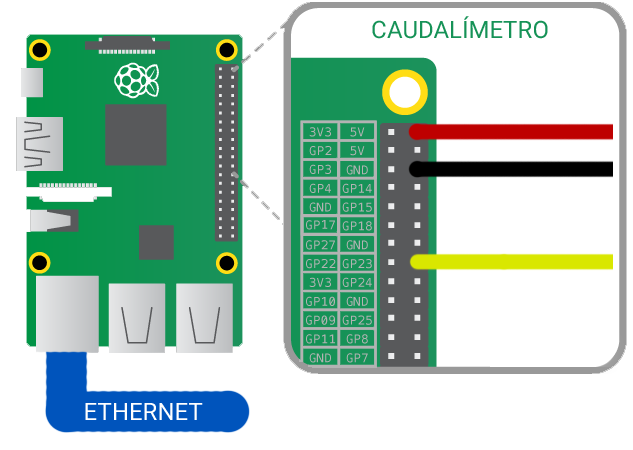 CAUDALÍMETRO
3V3 5V
GP2 5V
GP3 GND
GP4 GP14
GND GP15
GP17 GP18
GP27 GND
GP22 GP23
3V3 GP24
GP10 GND
GP09 GP25
GP11 GP8
GND GP7
ETHERNET